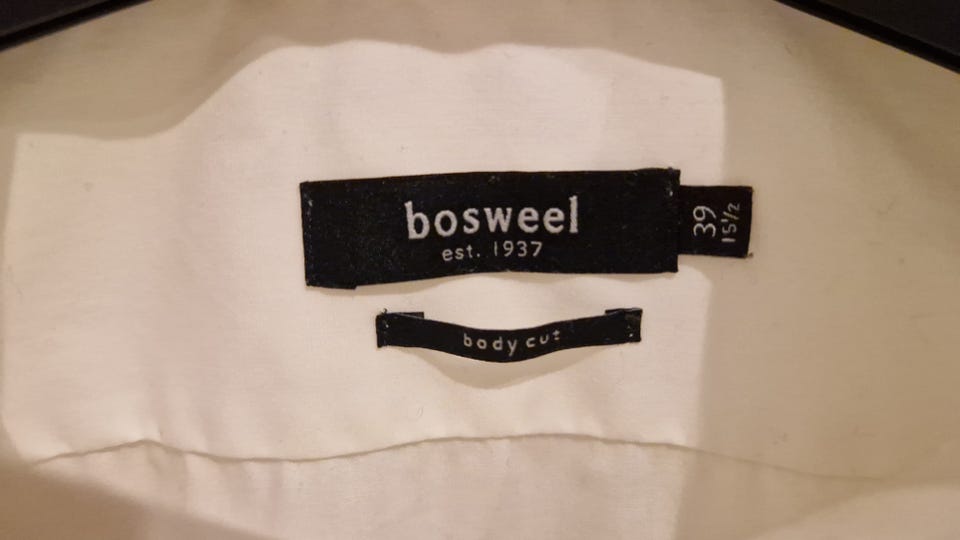 bosweel
est. 1937
39
15½
body cut